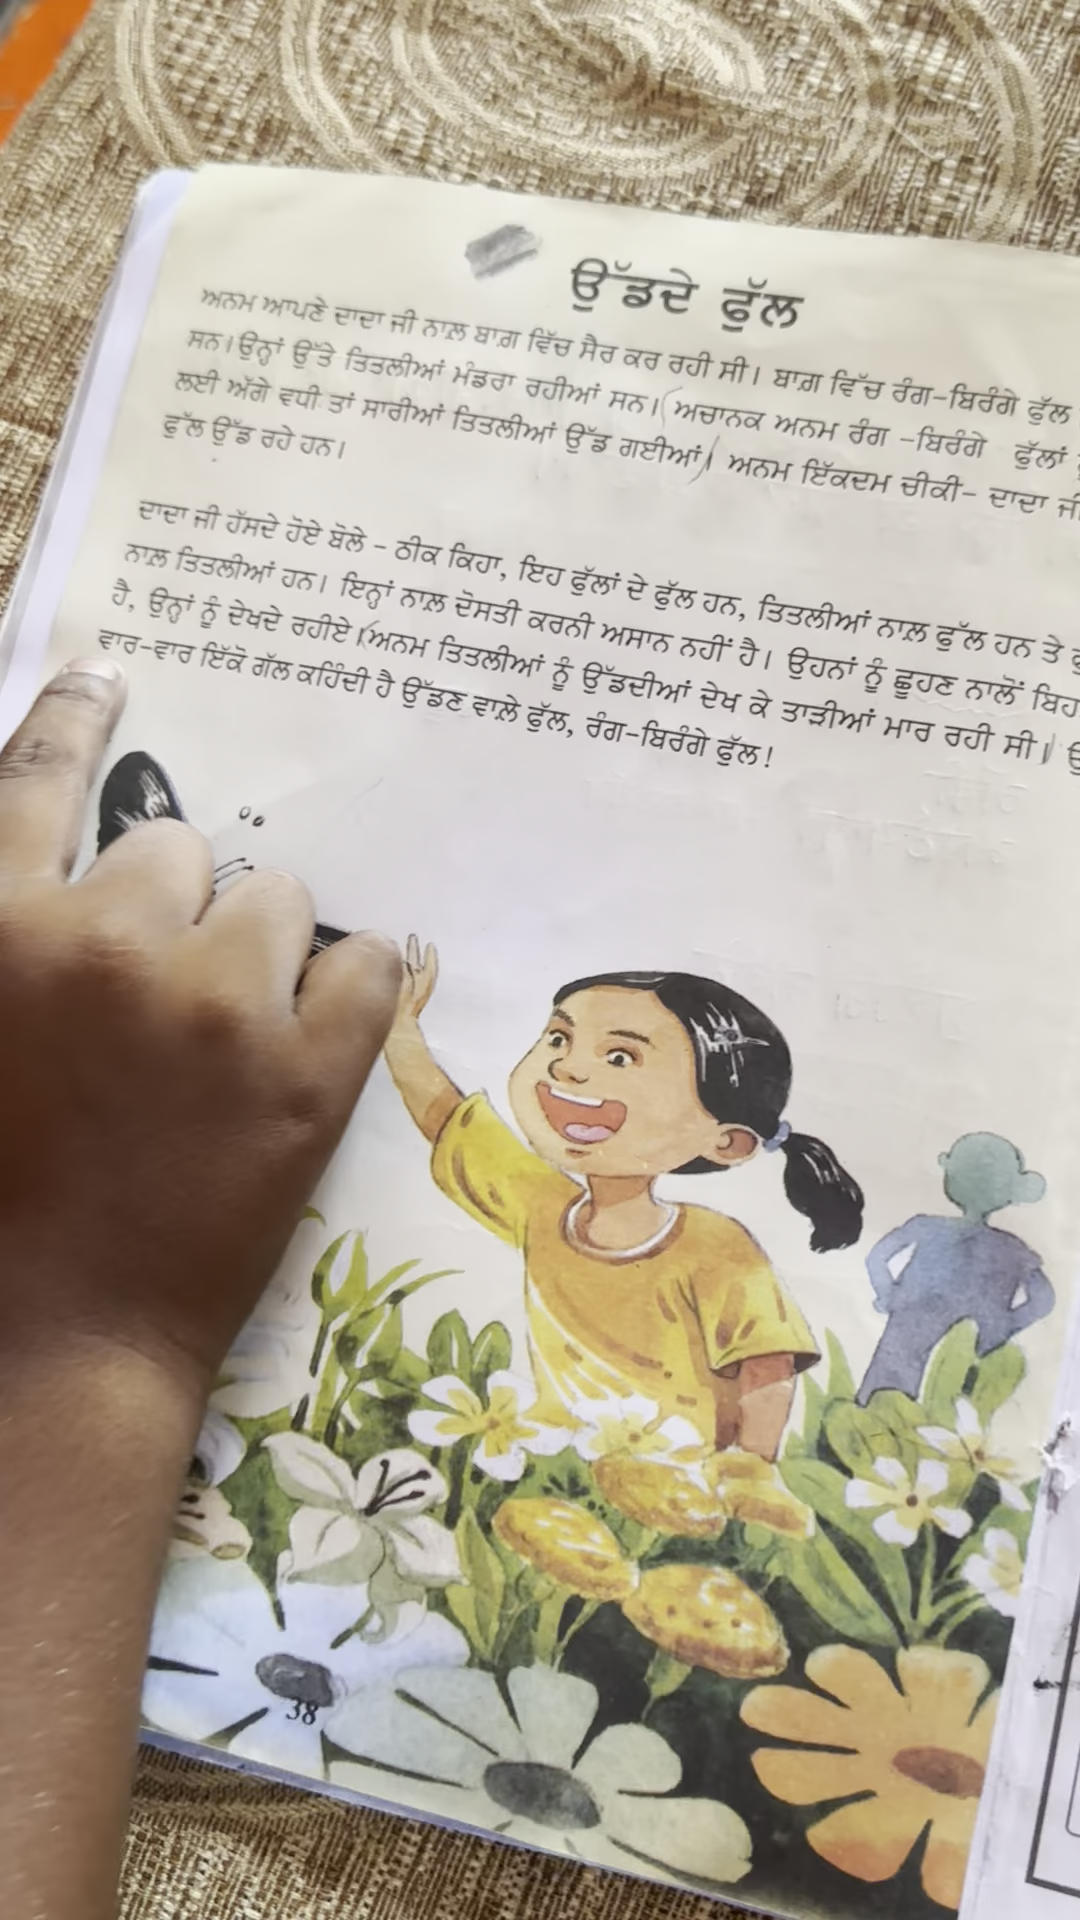 ਉੱਡਦੇ ਫੁੱਲ
ਅਨਮ ਆਪਣੇ ਦਾਦਾ ਜੀ ਨਾਲ਼ ਬਾਗ਼ ਵਿੱਚ ਸੈਰ ਕਰ ਰਹੀ ਸੀ। ਬਾਗ਼ ਵਿੱਚ ਰੰਗ-ਬਿਰੰਗੇ ਫੁੱਲ
ਸਨ। ਉਨ੍ਹਾਂ ਉੱਤੇ ਤਿਤਲੀਆਂ ਮੰਡਰਾ ਰਹੀਆਂ ਸਨ। (ਅਚਾਨਕ ਅਨਮ ਰੰਗ -ਬਿਰੰਗੇ ਫੁੱਲਾਂ
ਲਈ ਅੱਗੇ ਵਧੀ ਤਾਂ ਸਾਰੀਆਂ ਤਿਤਲੀਆਂ ਉੱਡ ਗਈਆਂ)। ਅਨਮ ਇੱਕਦਮ ਚੀਕੀ- ਦਾਦਾ ਜੀ
ਫੁੱਲ ਉੱਡ ਰਹੇ ਹਨ।
ਦਾਦਾ ਜੀ ਹੱਸਦੇ ਹੋਏ ਬੋਲੇ - ਠੀਕ ਕਿਹਾ, ਇਹ ਫੁੱਲਾਂ ਦੇ ਫੁੱਲ ਹਨ, ਤਿਤਲੀਆਂ ਨਾਲ਼ ਫੁੱਲ ਹਨ ਤੇ
ਨਾਲ਼ ਤਿਤਲੀਆਂ ਹਨ। ਇਨ੍ਹਾਂ ਨਾਲ਼ ਦੋਸਤੀ ਕਰਨੀ ਅਸਾਨ ਨਹੀਂ ਹੈ। ਉਹਨਾਂ ਨੂੰ ਛੂਹਣ ਨਾਲੋਂ ਬਿਹ
ਹੈ, ਉਨ੍ਹਾਂ ਨੂੰ ਦੇਖਦੇ ਰਹੀਏ। (ਅਨਮ ਤਿਤਲੀਆਂ ਨੂੰ ਉੱਡਦੀਆਂ ਦੇਖ ਕੇ ਤਾੜੀਆਂ ਮਾਰ ਰਹੀ ਸੀ।)
ਵਾਰ-ਵਾਰ ਇੱਕੋ ਗੱਲ ਕਹਿੰਦੀ ਹੈ ਉੱਡਣ ਵਾਲ਼ੇ ਫੁੱਲ, ਰੰਗ-ਬਿਰੰਗੇ ਫੁੱਲ!
38